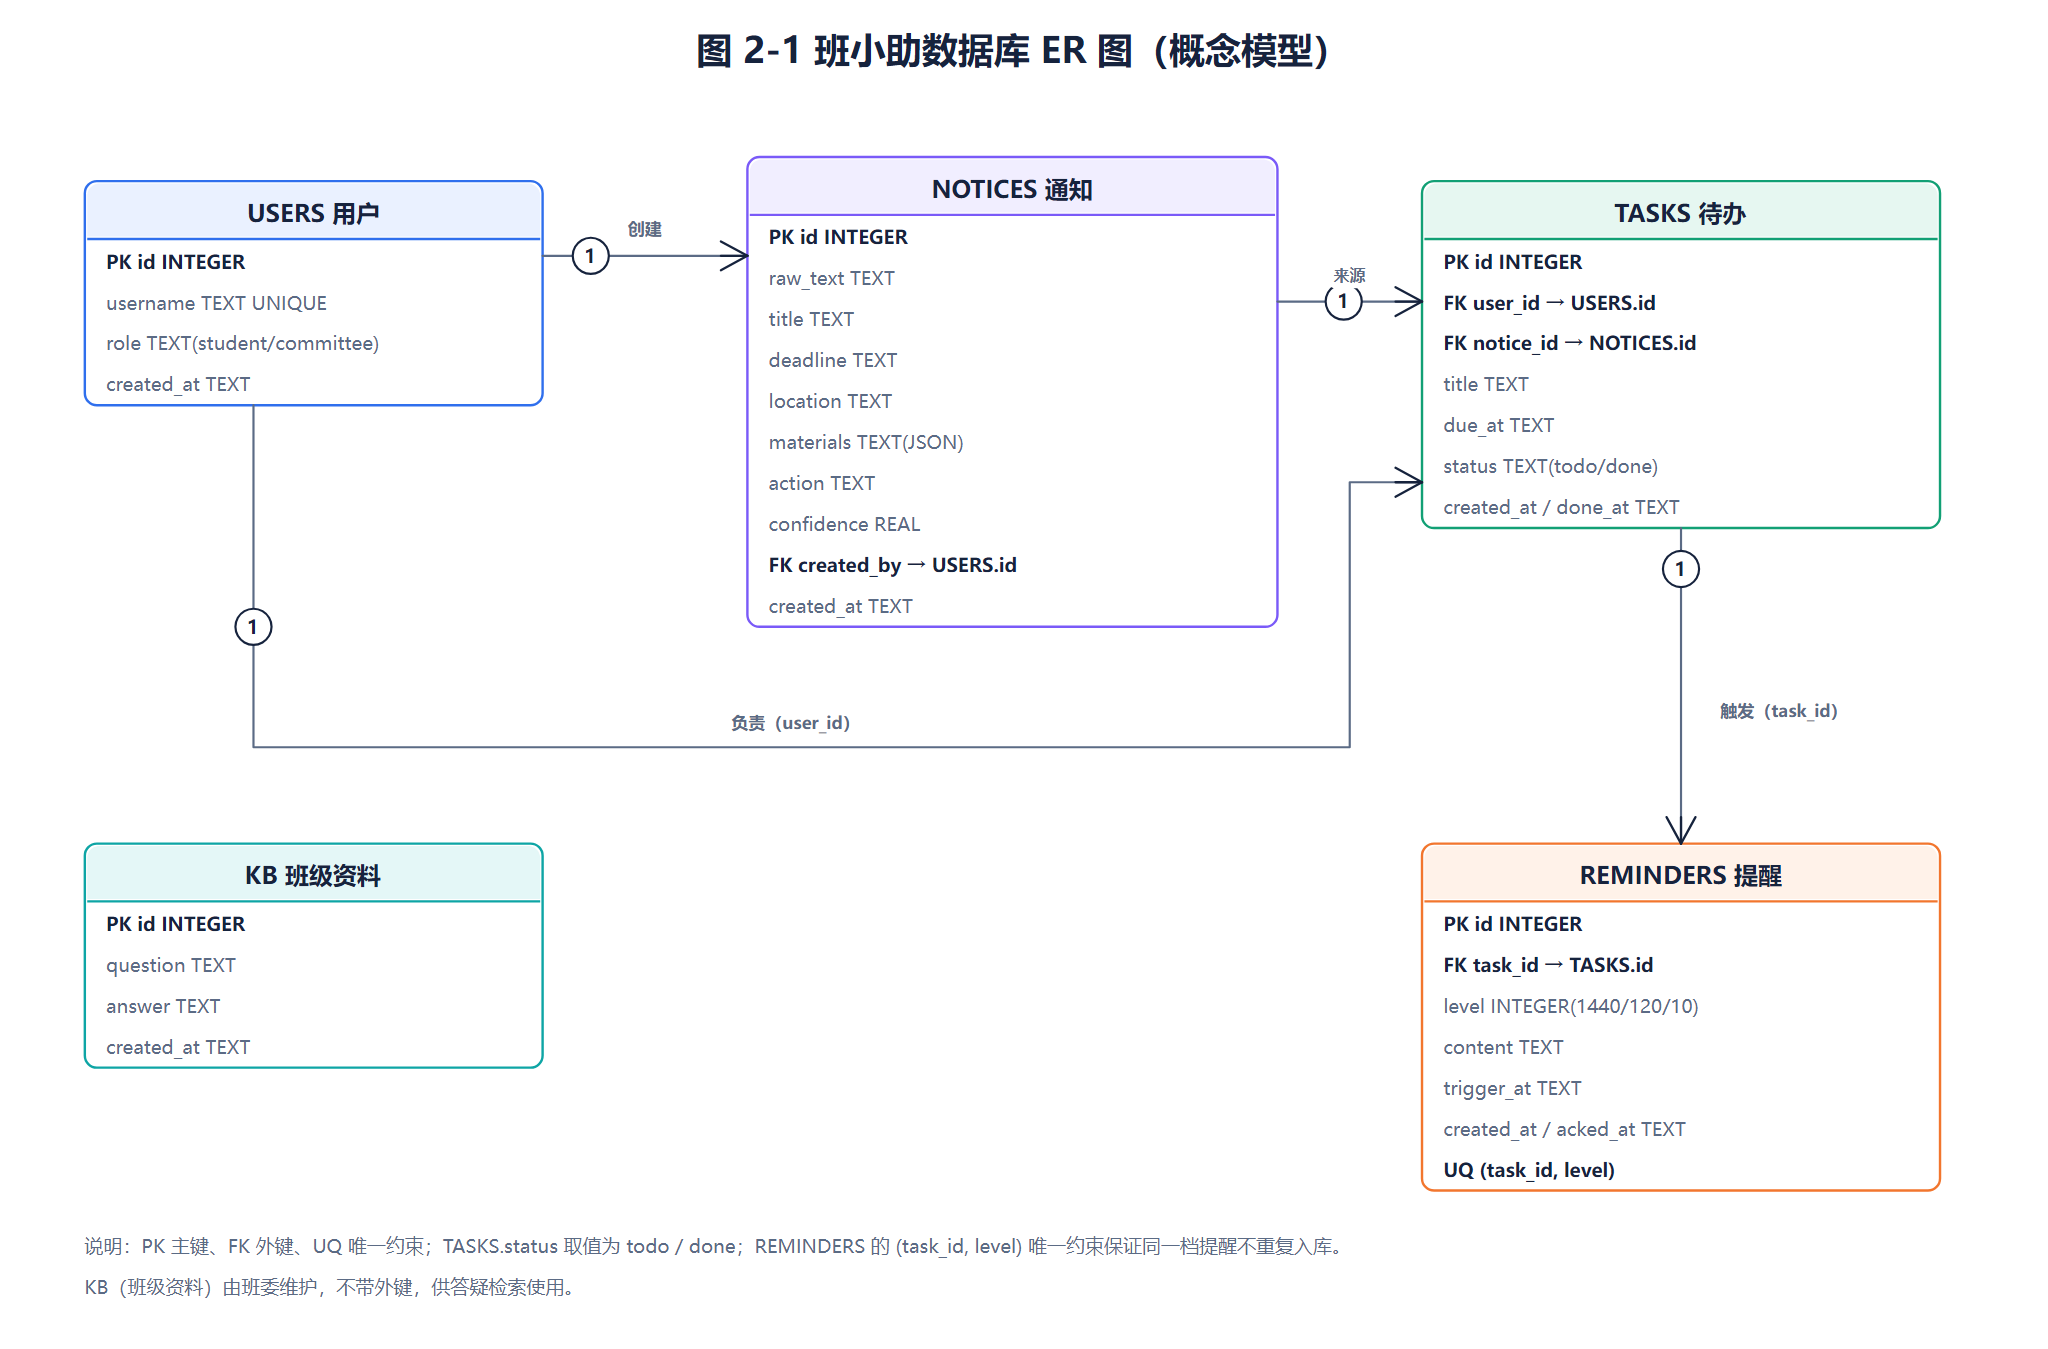 图 2-1 班小助数据库 ER 图（概念模型）
USERS 用户
PK id INTEGER
username TEXT UNIQUE
role TEXT(student/committee)
created_at TEXT
1
创建
NOTICES 通知
PK id INTEGER
raw_text TEXT
title TEXT
deadline TEXT
location TEXT
materials TEXT(JSON)
action TEXT
confidence REAL
FK created_by → USERS.id
created_at TEXT
来源
1
TASKS 待办
PK id INTEGER
FK user_id → USERS.id
FK notice_id → NOTICES.id
title TEXT
due_at TEXT
status TEXT(todo/done)
created_at / done_at TEXT
1
1
负责（user_id）
触发（task_id）
KB 班级资料
PK id INTEGER
question TEXT
answer TEXT
created_at TEXT
REMINDERS 提醒
PK id INTEGER
FK task_id → TASKS.id
level INTEGER(1440/120/10)
content TEXT
trigger_at TEXT
created_at / acked_at TEXT
UQ (task_id, level)
说明：PK 主键、FK 外键、UQ 唯一约束；TASKS.status 取值为 todo / done；REMINDERS 的 (task_id, level) 唯一约束保证同一档提醒不重复入库。
KB（班级资料）由班委维护，不带外键，供答疑检索使用。